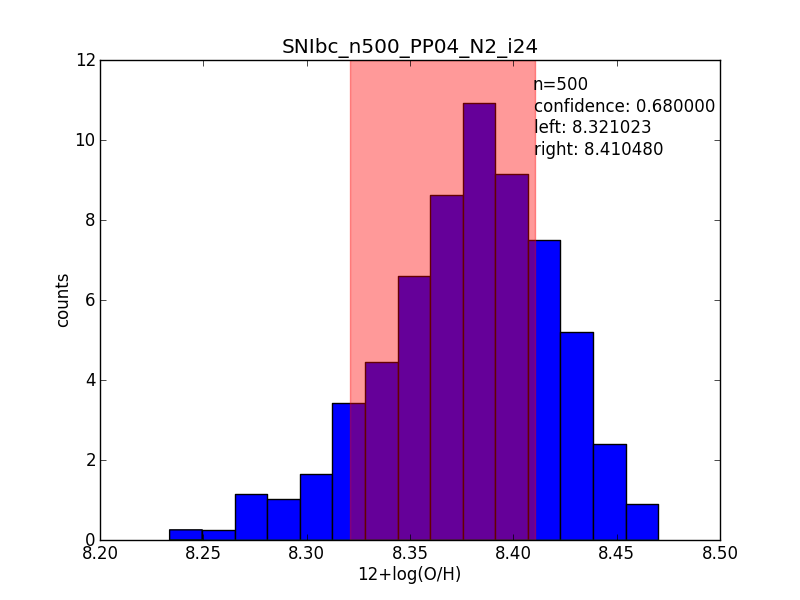 SNIbc_n500_PP04_N2_i24
12
10
8
6
4
2
0
counts
n=500
confidence: 0.680000
left: 8.321023
right: 8.410480
8.20 8.25 8.30 8.35 8.40 8.45 8.50
12+log(O/H)